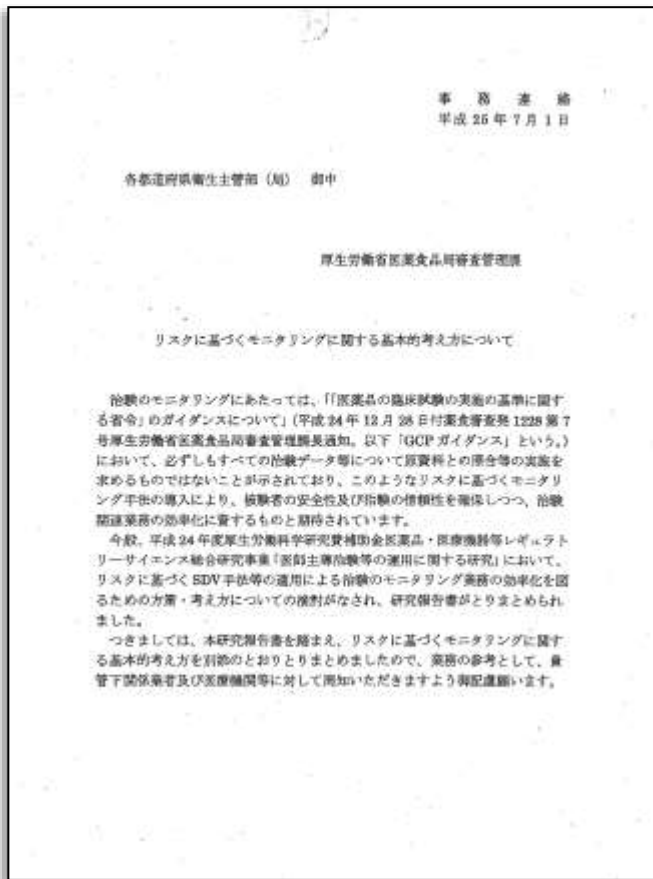 事務連絡
平成25年7月1日
各都道府県衛生主管部(局) 御中
厚生労働省医薬食品局審査管理課
リスクに基づくモニタリングに関する基本的考え方について
治験のモニタリングにあたっては、「「医薬品の臨床試験の実施の基準に関す
る省令」のガイダンスについて」(平成24年12月28日付薬食審査発1228第7
号厚生労働省医薬食品局審査管理課長通知。以下「GCPガイダンス」という。)
において、必ずしもすべての治験データ等について原資料との照合等の実施を
求めるものではないことが示されており、このようなリスクに基づくモニタリ
ング手法の導入により、被験者の安全性及び治験の信頼性を確保しつつ、治験
関連業務の効率化に資するものと期待されています。
今般、平成24年度厚生労働科学研究費補助金医薬品・医療機器等レギュラト
リーサイエンス総合研究事業「医師主導治験等の運用に関する研究」において、
リスクに基づくSDV手法等の適用による治験のモニタリング業務の効率化を図
るための方策・考え方についての検討がなされ、研究報告書がとりまとめられ
ました。
つきましては、本研究報告書を踏まえ、リスクに基づくモニタリングに関す
る基本的考え方を別添のとおりとりまとめましたので、業務の参考として、貴
管下関係業者及び医療機関等に対して周知いただきますよう御配慮願います。